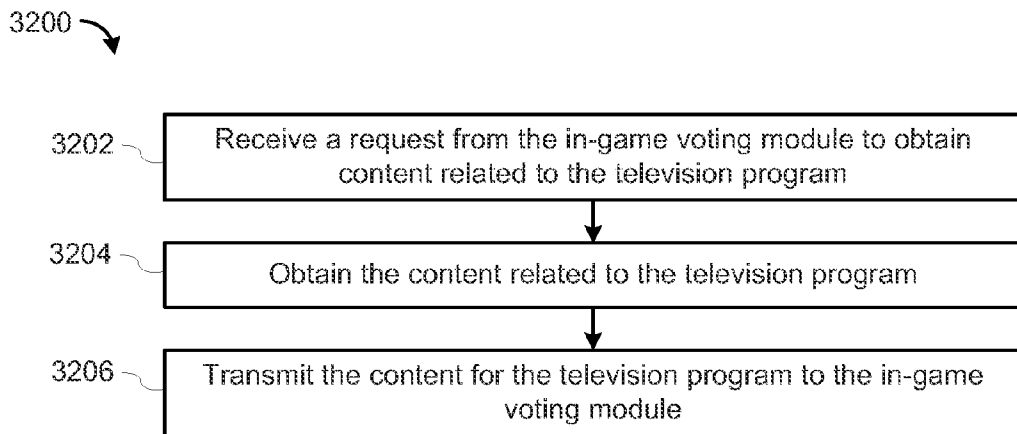 3200
3202
Receive a request from the in-game voting module to obtain
content related to the television program
3204
Obtain the content related to the television program
3206
Transmit the content for the television program to the in-game
voting module